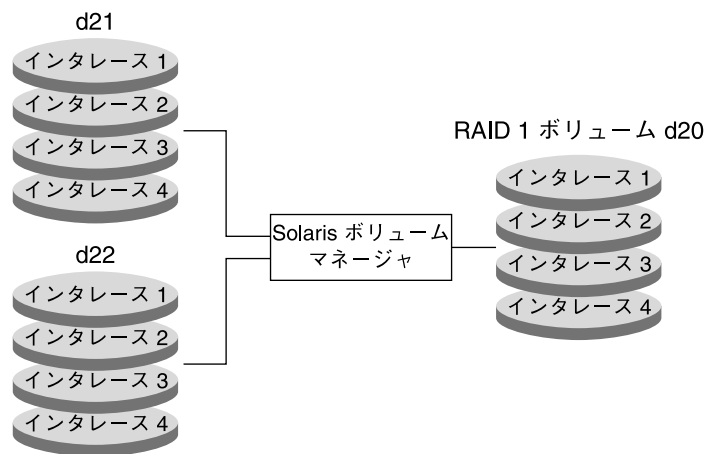 d21
インタレース 1
インタレース 2
インタレース 3
インタレース 4
d22
インタレース 1
インタレース 2
インタレース 3
インタレース 4
Solaris ボリューム
マネージャ
RAID 1 ボリューム d20
インタレース 1
インタレース 2
インタレース 3
インタレース 4